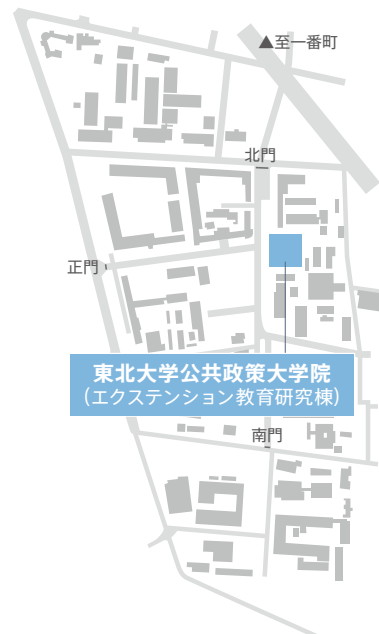 ▲至一番町
北門
正門
東北大学公共政策大学院
(エクステンション教育研究棟)
南門